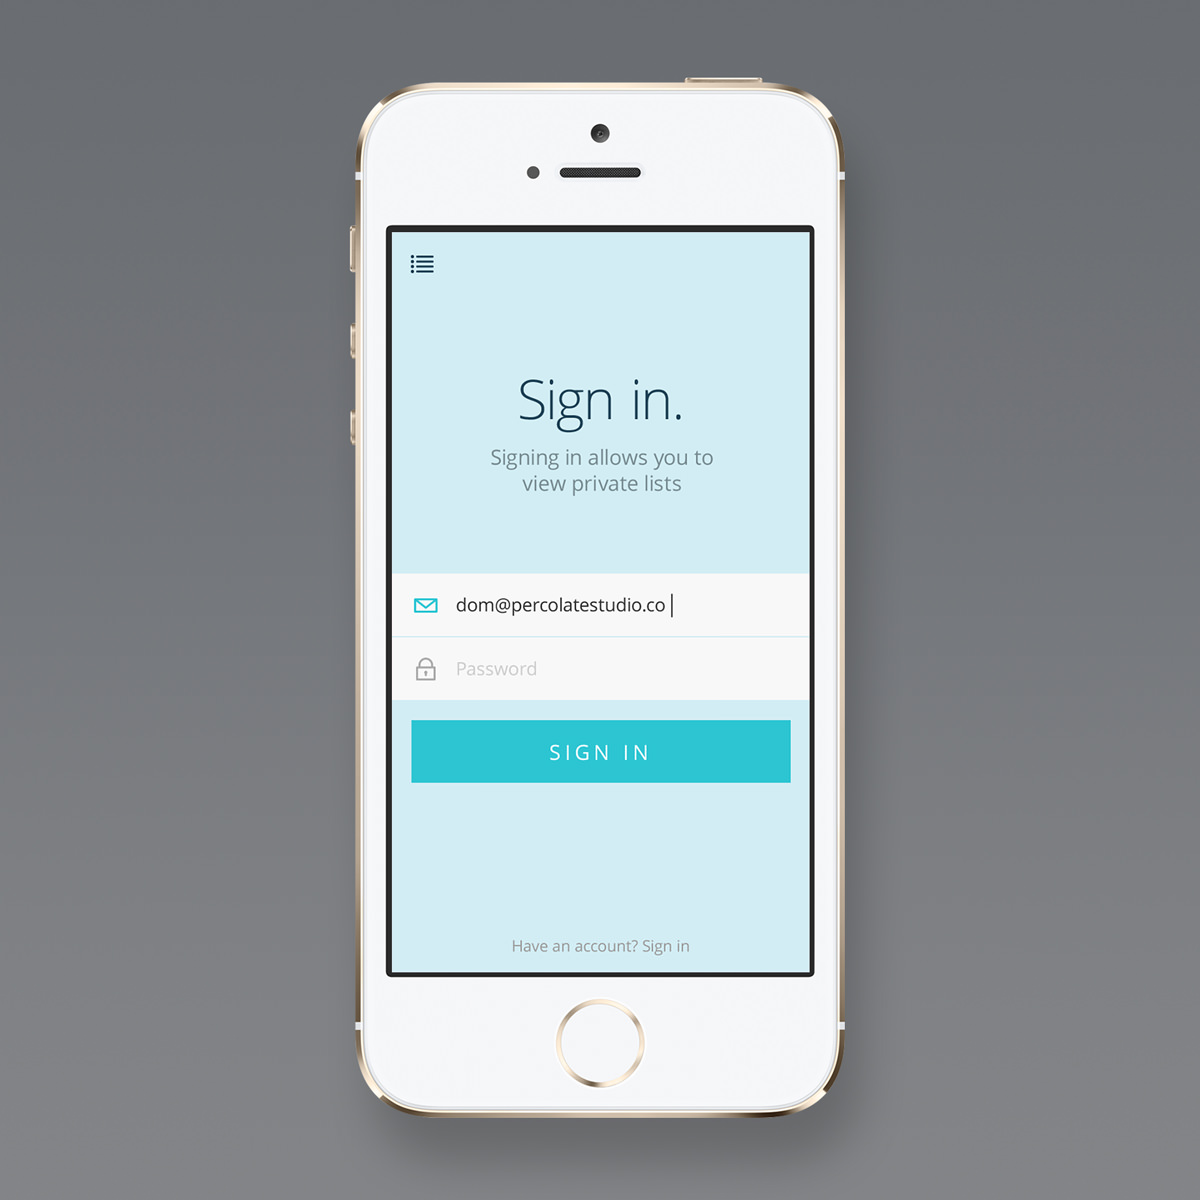 Sign in.
Signing in allows you to
view private lists
dom@percolatestudio.co
Password
SIGN IN
Have an account? Sign in